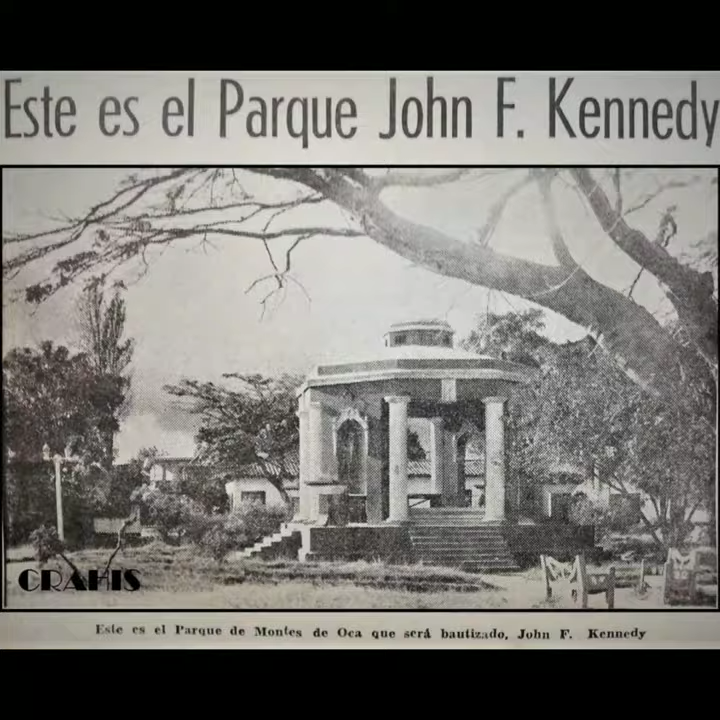 Este es el Parque John F. Kennedy
CRAHIS
Este es el Parque de Montes de Oca que será bautizado, John F. Kennedy